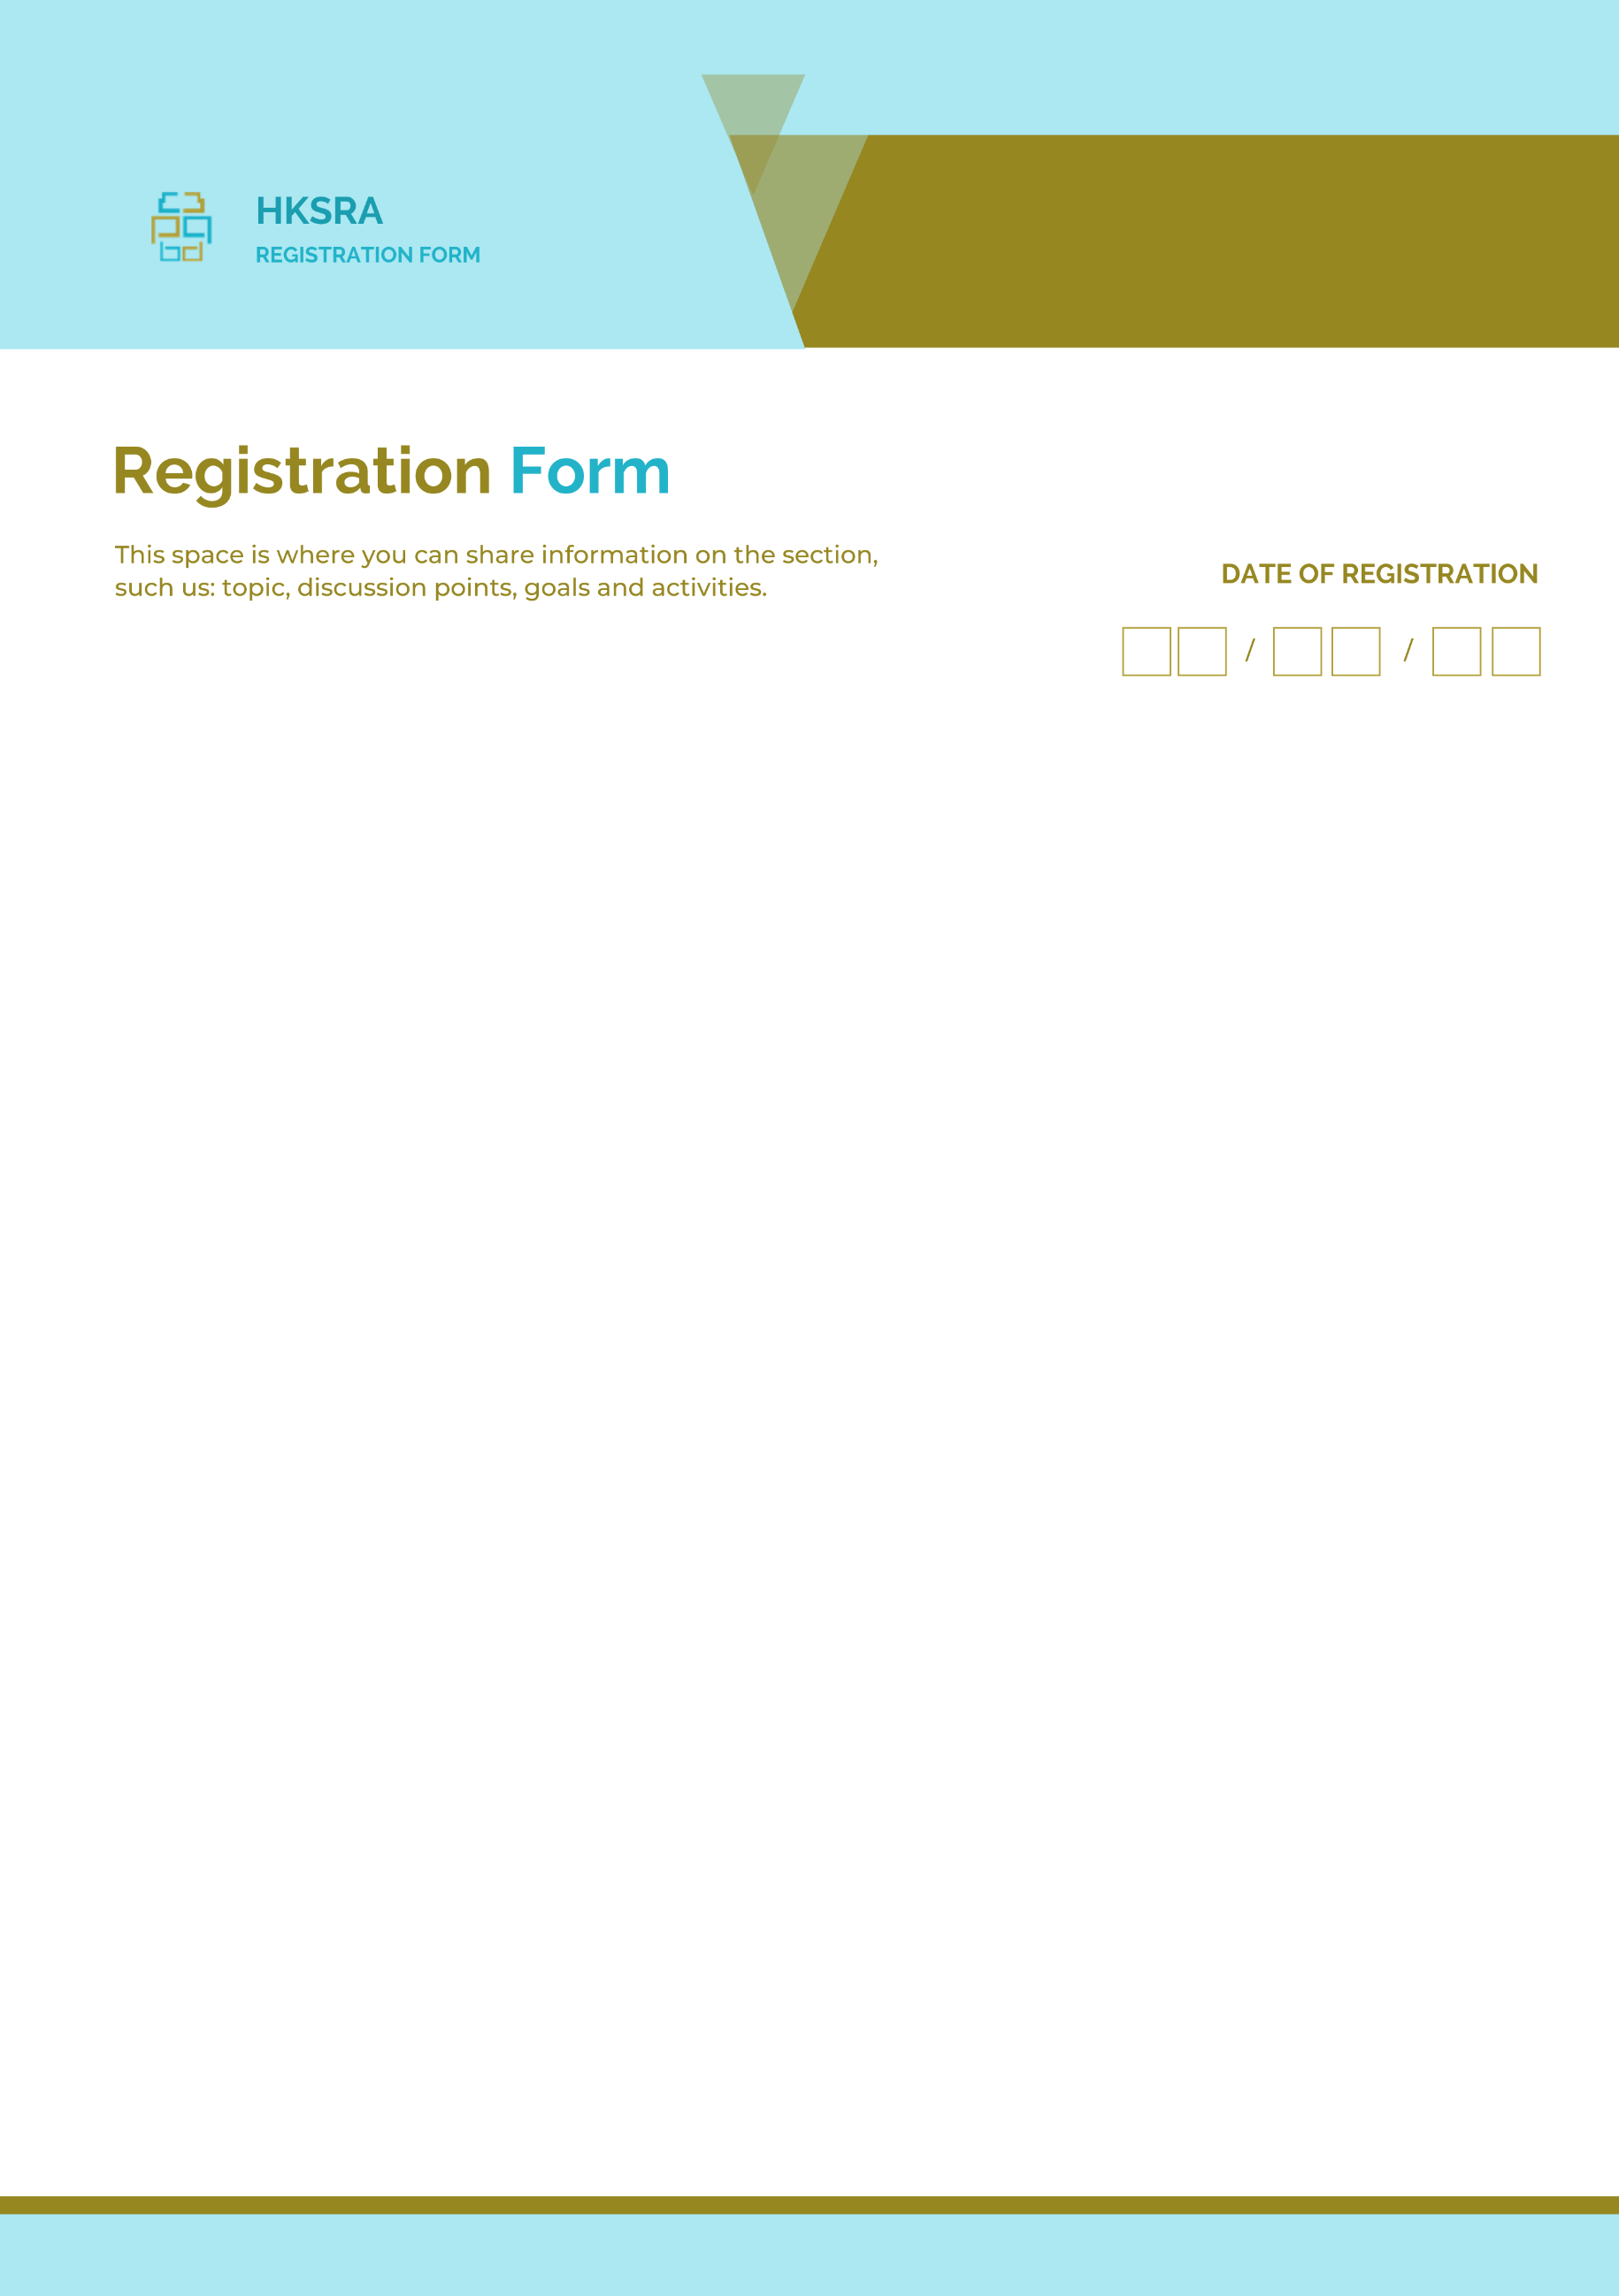 HKSRA
REGISTRATION FORM
Registration Form
This space is where you can share information on the section,
such us: topic, discussion points, goals and activities.
DATE OF REGISTRATION
/ /